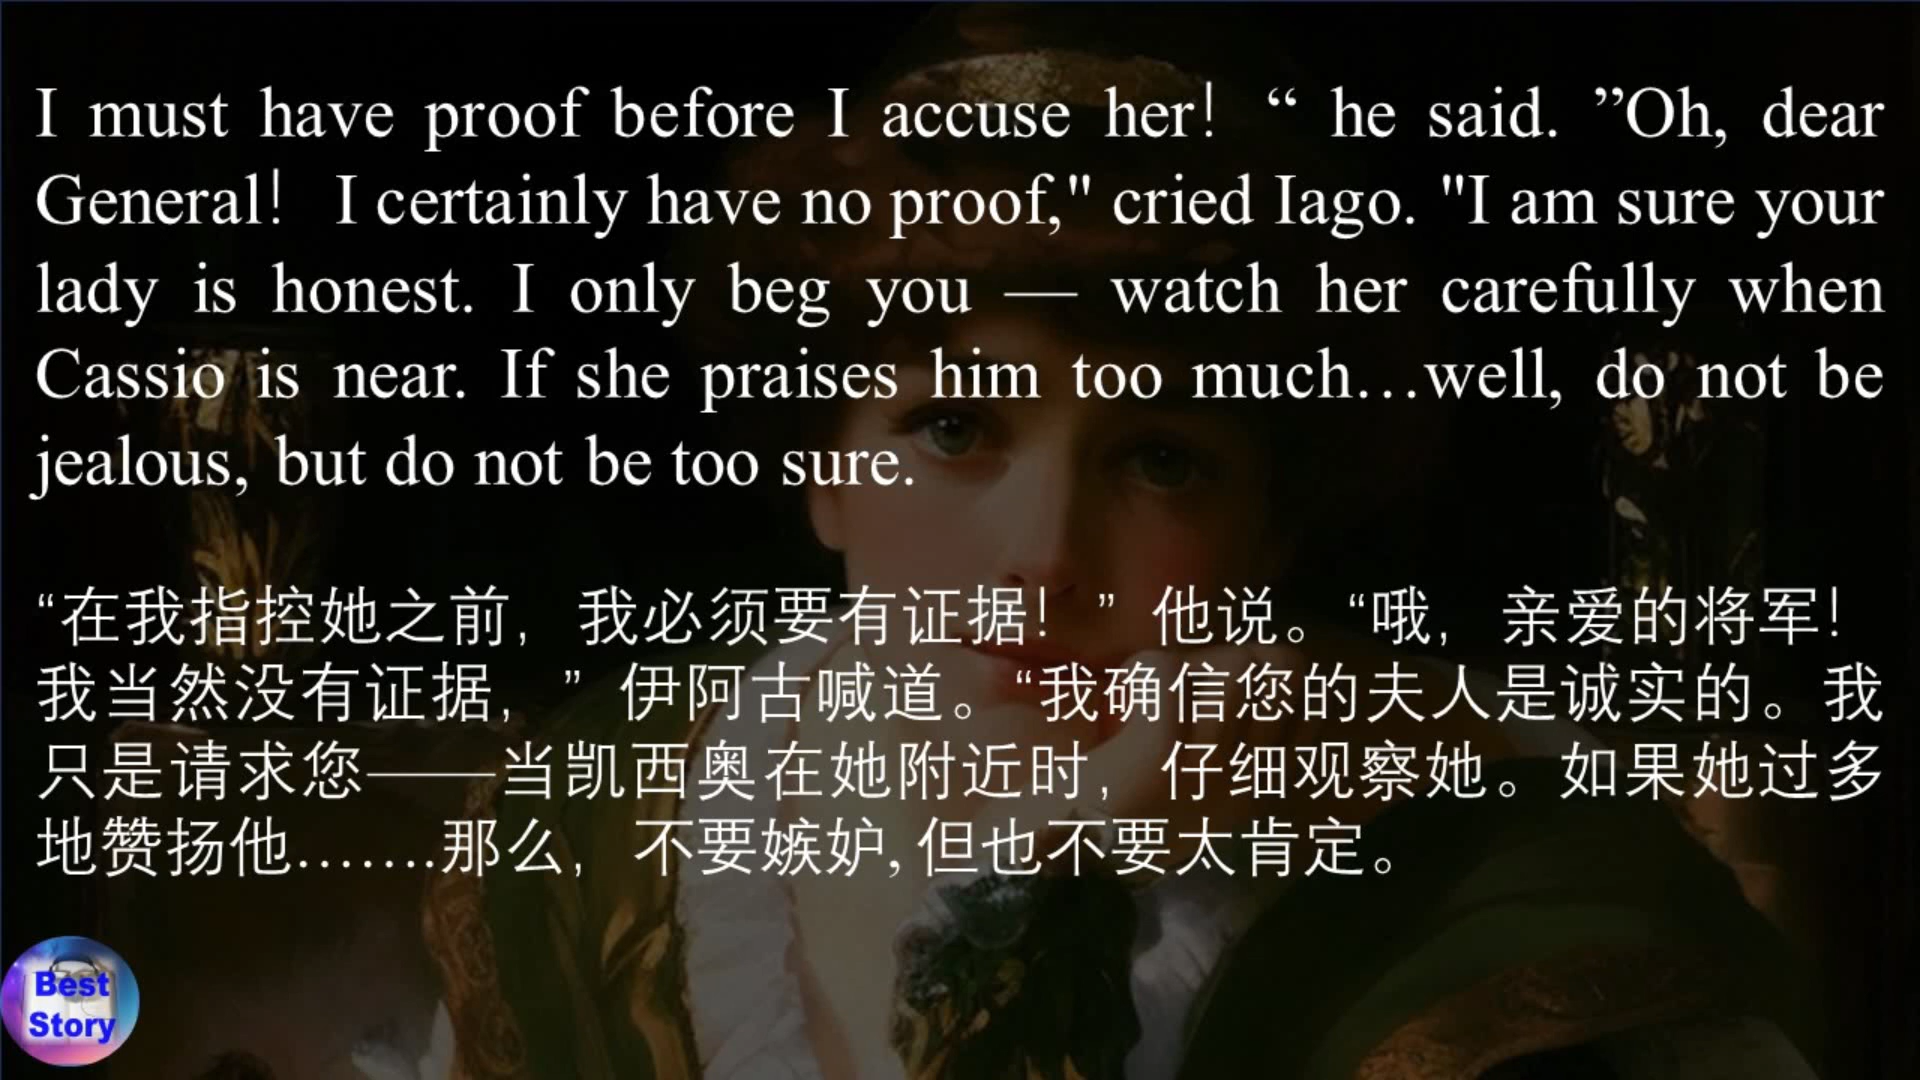 I must have proof before I accuse her！ “ he said. ”Oh, dear
General！ I certainly have no proof," cried Iago. "I am sure your
lady is honest. I only beg you — watch her carefully when
Cassio is near. If she praises him too much…well, do not be
jealous, but do not be too sure.
“在我指控她之前，我必须要有证据！” 他说。“哦，亲爱的将军！
我当然没有证据，” 伊阿古喊道。“我确信您的夫人是诚实的。我
只是请求您——当凯西奥在她附近时，仔细观察她。如果她过多
地赞扬他…….那么，不要嫉妒, 但也不要太肯定。
Best
Story